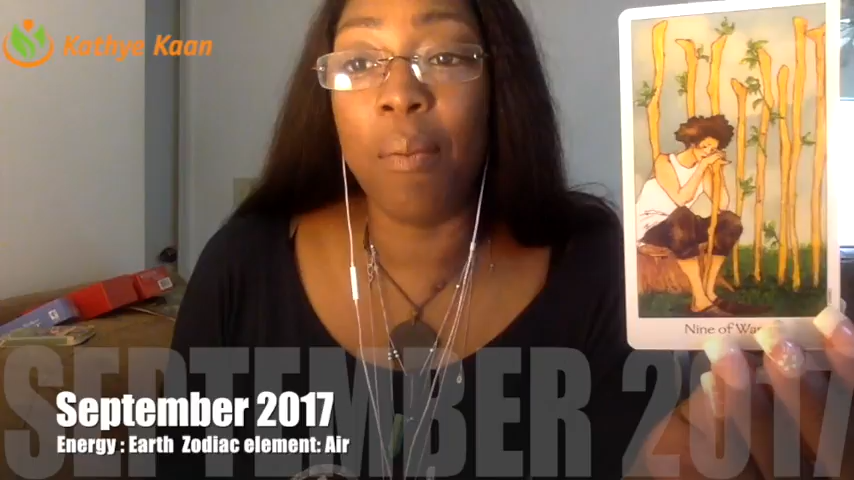 Kathye Kaan
Nine of Wands
SEPTEMBER 2017
September 2017
Energy : Earth Zodiac element: Air